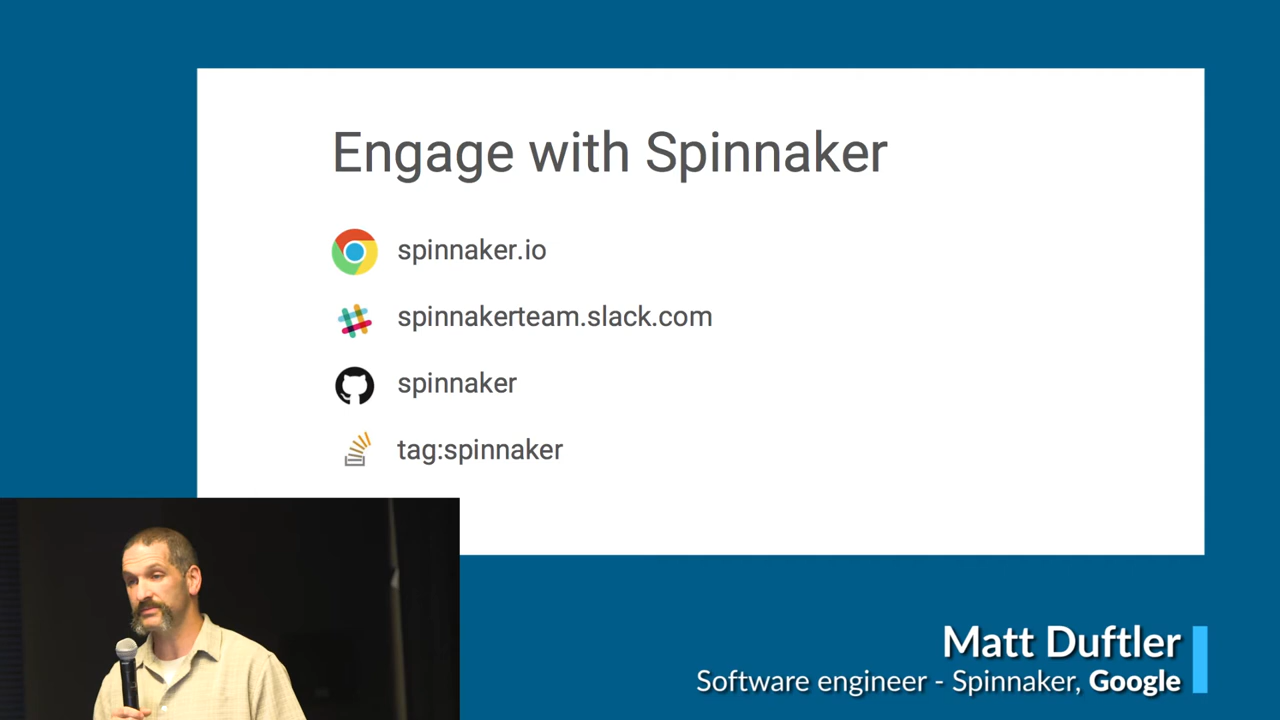 Engage with Spinnaker
spinnaker.io
spinnakerteam.slack.com
spinnaker
tag:spinnaker
Matt Duftler
Software engineer - Spinnaker, Google